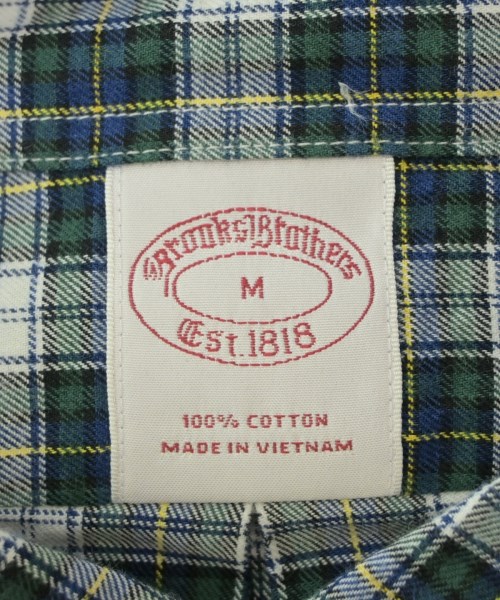 Brooks Brothers
M
Est. 1818
100% COTTON
MADE IN VIETNAM